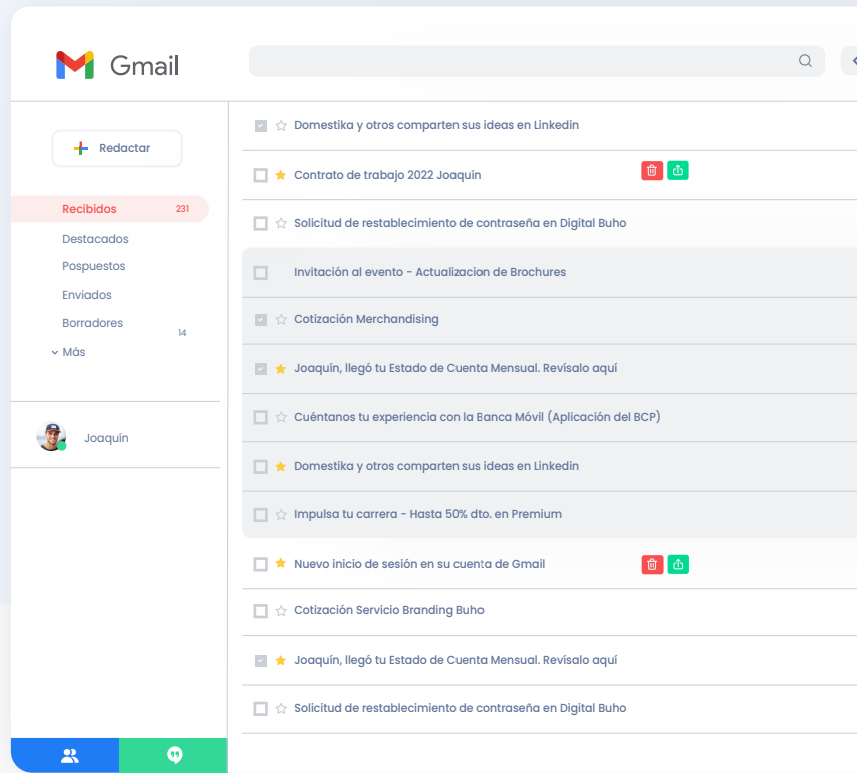 Gmail
Redactar
Recibidos 231
Destacados
Pospuestos
Enviados
Borradores 14
Más
Joaquín
Domestika y otros comparten sus ideas en Linkedin
Contrato de trabajo 2022 Joaquín
Solicitud de restablecimiento de contraseña en Digital Buho
Invitación al evento - Actualizacion de Brochures
Cotización Merchandising
Joaquín, llegó tu Estado de Cuenta Mensual. Revísalo aquí
Cuéntanos tu experiencia con la Banca Móvil (Aplicación del BCP)
Domestika y otros comparten sus ideas en Linkedin
Impulsa tu carrera - Hasta 50% dto. en Premium
Nuevo inicio de sesión en su cuenta de Gmail
Cotización Servicio Branding Buho
Joaquín, llegó tu Estado de Cuenta Mensual. Revísalo aquí
Solicitud de restablecimiento de contraseña en Digital Buho